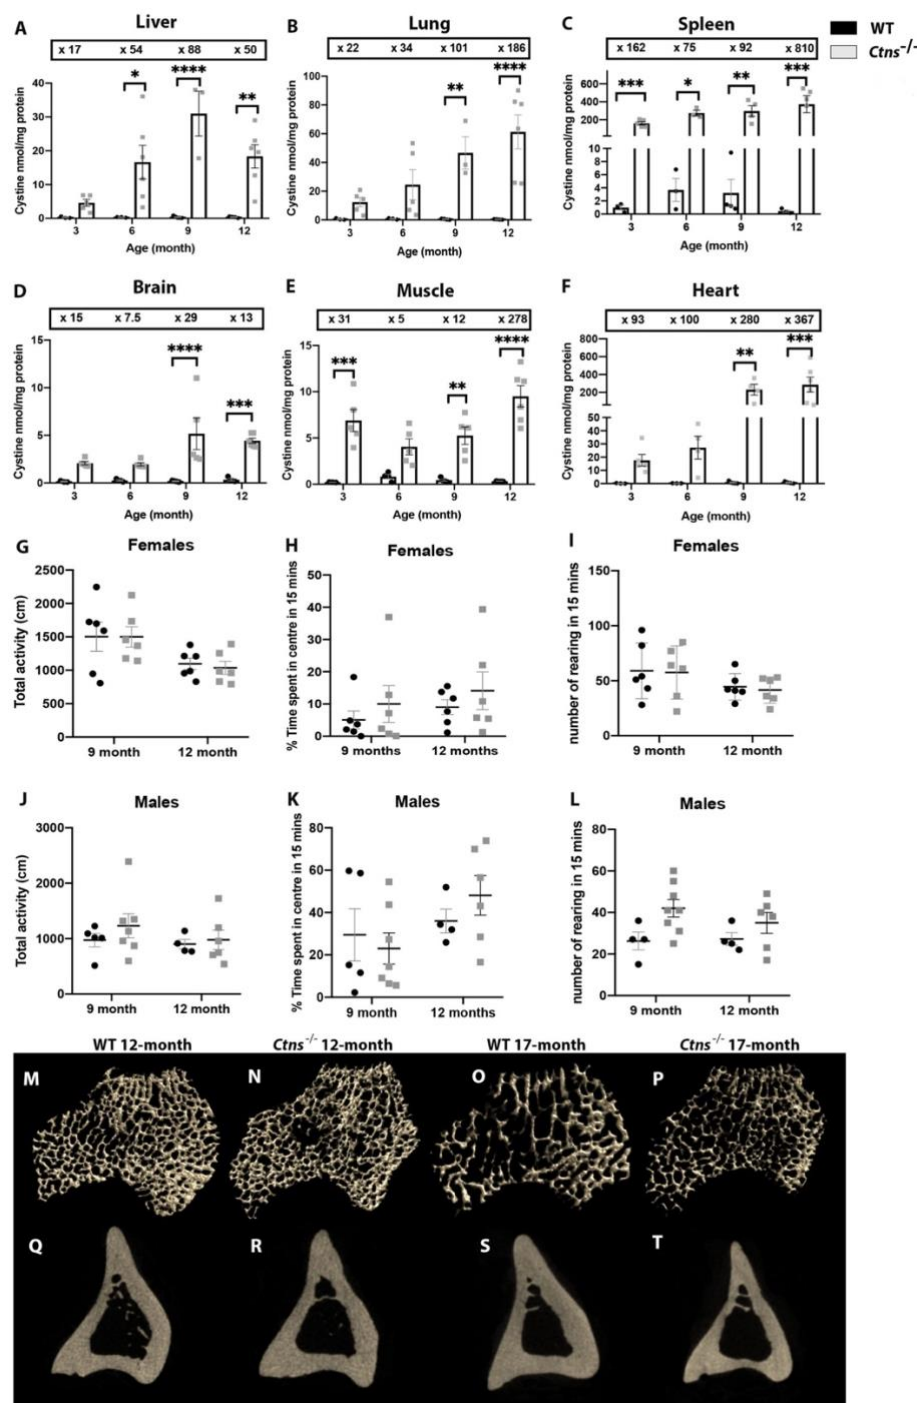 A Liver
x 17 x 54 x 88 x 50
Cystine nmol/mg protein
40
30
20
10
0
* **** **
3 6 9 12
Age (month)
B Lung
x 22 x 34 x 101 x 186
Cystine nmol/mg protein
100
80
60
40
20
0
** ****
3 6 9 12
Age (month)
C Spleen
x 162 x 75 x 92 x 810
Cystine nmol/mg protein
600
400
200
10
8
6
4
2
0
*** * ** ***
3 6 9 12
Age (month)
WT
Ctns-/-
D Brain
x 15 x 7.5 x 29 x 13
Cystine nmol/mg protein
15
10
5
0
**** ***
3 6 9 12
Age (month)
E Muscle
x 31 x 5 x 12 x 278
Cystine nmol/mg protein
15
10
5
0
*** ** ****
3 6 9 12
Age (month)
F Heart
x 93 x 100 x 280 x 367
Cystine nmol/mg protein
800
600
400
200
50
40
30
20
10
0
** ***
3 6 9 12
Age (month)
G Females
Total activity (cm)
2500
2000
1500
1000
500
0
9 month 12 month
H Females
% Time spent in centre in 15 mins
50
40
30
20
10
0
9 months 12 months
I Females
number of rearing in 15 mins
150
100
50
0
9 month 12 month
J Males
Total activity (cm)
3000
2000
1000
0
9 month 12 month
K Males
% Time spent in centre in 15 mins
80
60
40
20
0
9 month 12 months
L Males
number of rearing in 15 mins
80
60
40
20
0
9 month 12 month
WT 12-month Ctns-/- 12-month WT 17-month Ctns-/- 17-month
M N O P
Q R S T